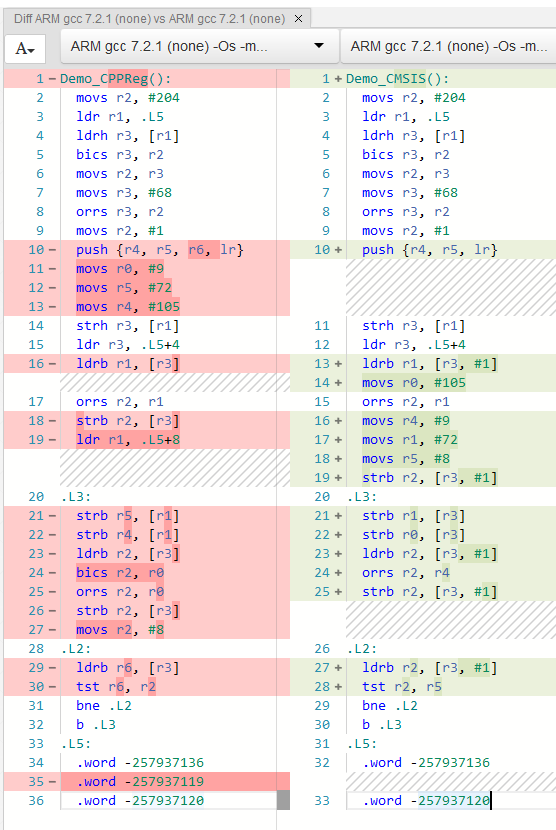 Diff ARM gcc 7.2.1 (none) vs ARM gcc 7.2.1 (none) ×
A
ARM gcc 7.2.1 (none) -Os -m...
1 − Demo_CPPReg():
2 movs r2, #204
3 ldr r1, .L5
4 ldrh r3, [r1]
5 bics r3, r2
6 movs r2, r3
7 movs r3, #68
8 orrs r3, r2
9 movs r2, #1
10 − push {r4, r5, r6, lr}
11 − movs r0, #9
12 − movs r5, #72
13 − movs r4, #105
14 strh r3, [r1]
15 ldr r3, .L5+4
16 − ldrb r1, [r3]
17 orrs r2, r1
18 − strb r2, [r3]
19 − ldr r1, .L5+8
20 .L3:
21 − strb r5, [r1]
22 − strb r4, [r1]
23 − ldrb r2, [r3]
24 − bics r2, r0
25 − orrs r2, r0
26 − strb r2, [r3]
27 − movs r2, #8
28 .L2:
29 − ldrb r6, [r3]
30 − tst r6, r2
31 bne .L2
32 b .L3
33 .L5:
34 .word -257937136
35 − .word -257937119
36 .word -257937120
ARM gcc 7.2.1 (none) -Os -m...
1 + Demo_CMSIS():
2 movs r2, #204
3 ldr r1, .L5
4 ldrh r3, [r1]
5 bics r3, r2
6 movs r2, r3
7 movs r3, #68
8 orrs r3, r2
9 movs r2, #1
10 + push {r4, r5, lr}
11 strh r3, [r1]
12 ldr r3, .L5+4
13 + ldrb r1, [r3, #1]
14 + movs r0, #105
15 orrs r2, r1
16 + movs r4, #9
17 + movs r1, #72
18 + movs r5, #8
19 + strb r2, [r3, #1]
20 .L3:
21 + strb r1, [r3]
22 + strb r0, [r3]
23 + ldrb r2, [r3, #1]
24 + orrs r2, r4
25 + strb r2, [r3, #1]
26 .L2:
27 + ldrb r2, [r3, #1]
28 + tst r2, r5
29 bne .L2
30 b .L3
31 .L5:
32 .word -257937136
33 .word -257937120